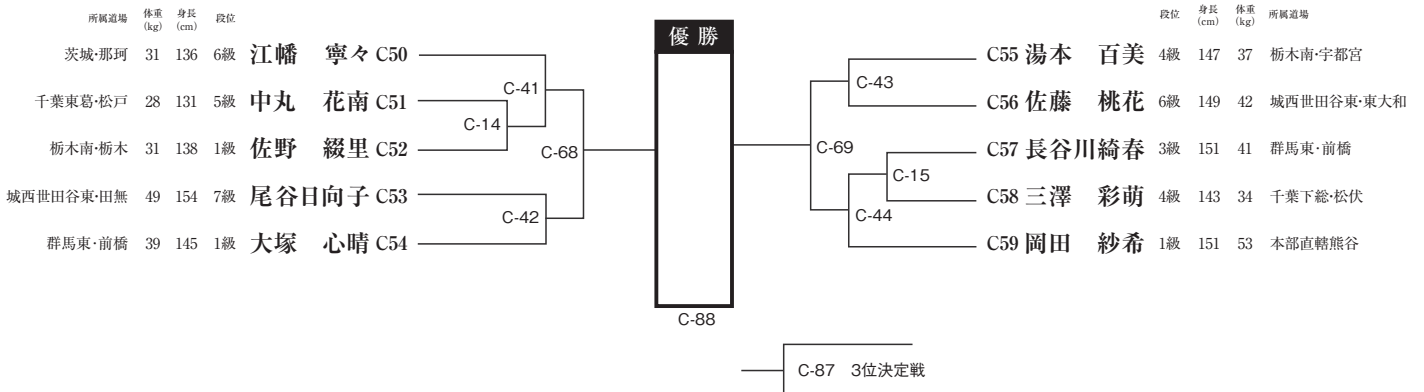 所属道場 体重(kg) 身長(cm) 段位
茨城・那珂 31 136 6級 江幡 寧々 C50
千葉東葛・松戸 28 131 5級 中丸 花南 C51
栃木南・栃木 31 138 1級 佐野 綴里 C52
城西世田谷東・田無 49 154 7級 尾谷日向子 C53
群馬東・前橋 39 145 1級 大塚 心晴 C54
C-41
C-14
C-68
C-42
優勝
C-88
段位 身長(cm) 体重(kg) 所属道場
C55 湯本 百美 4級 147 37 栃木南・宇都宮
C56 佐藤 桃花 6級 149 42 城西世田谷東・東大和
C57 長谷川綺春 3級 151 41 群馬東・前橋
C58 三澤 彩萌 4級 143 34 千葉下総・松伏
C59 岡田 紗希 1級 151 53 本部直轄熊谷
C-43
C-69
C-15
C-44
C-87 3位決定戦